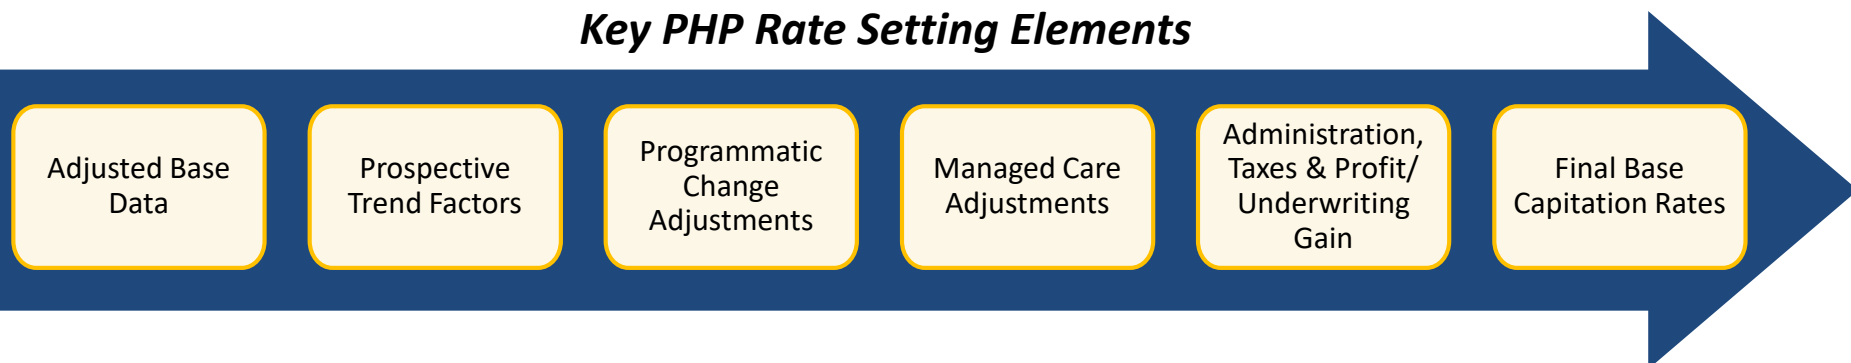 Key PHP Rate Setting Elements
Adjusted Base
Data
Prospective
Trend Factors
Programmatic
Change
Adjustments
Managed Care
Adjustments
Administration,
Taxes & Profit/
Underwriting
Gain
Final Base
Capitation Rates